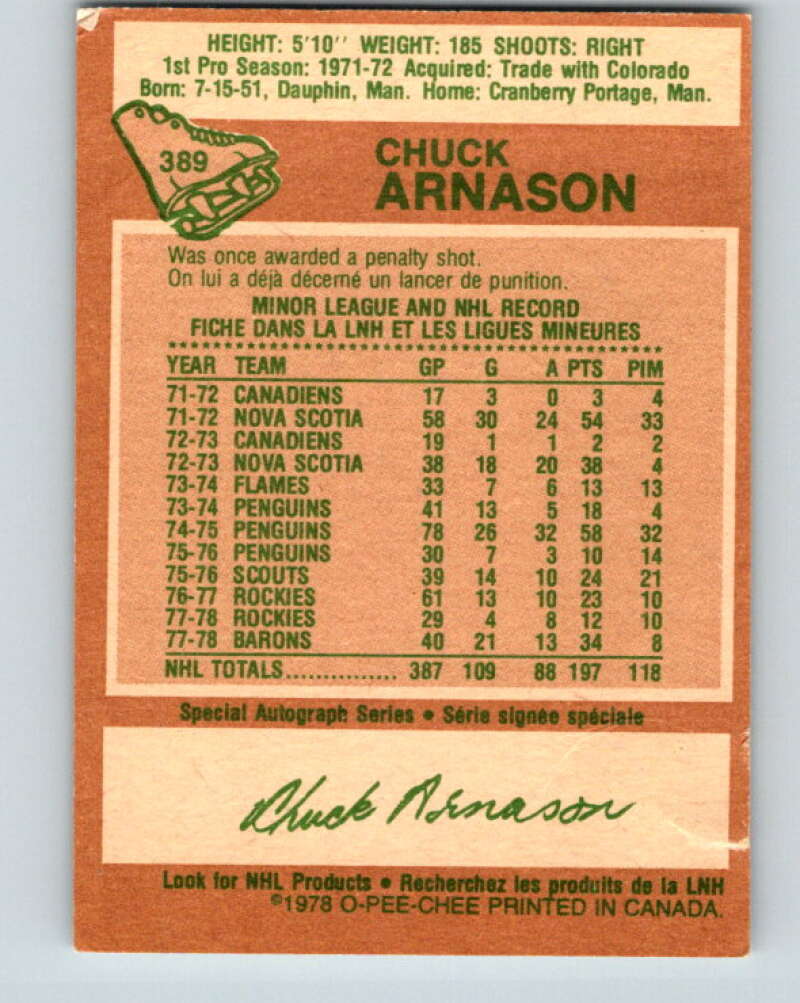 HEIGHT: 5'10'' WEIGHT: 185 SHOOTS: RIGHT
1st Pro Season: 1971-72 Acquired: Trade with Colorado
Born: 7-15-51, Dauphin, Man. Home: Cranberry Portage, Man.
389
CHUCK
ARNASON
Was once awarded a penalty shot.
On lui a déjà décerné un lancer de punition.
MINOR LEAGUE AND NHL RECORD
FICHE DANS LA LNH ET LES LIGUES MINEURES
YEAR TEAM GP G A PTS PIM
71-72 CANADIENS 17 3 0 3 4
71-72 NOVA SCOTIA 58 30 24 54 33
72-73 CANADIENS 19 1 1 2 2
72-73 NOVA SCOTIA 38 18 20 38 4
73-74 FLAMES 33 7 6 13 13
73-74 PENGUINS 41 13 5 18 4
74-75 PENGUINS 78 26 32 58 32
75-76 PENGUINS 30 7 3 10 14
75-76 SCOUTS 39 14 10 24 21
76-77 ROCKIES 61 13 10 23 10
77-78 ROCKIES 29 4 8 12 10
77-78 BARONS 40 21 13 34 8
NHL TOTALS............... 387 109 88 197 118
Special Autograph Series • Série signée spéciale
Chuck Arnason
Look for NHL Products • Recherchez les produits de la LNH
©1978 O-PEE-CHEE PRINTED IN CANADA.